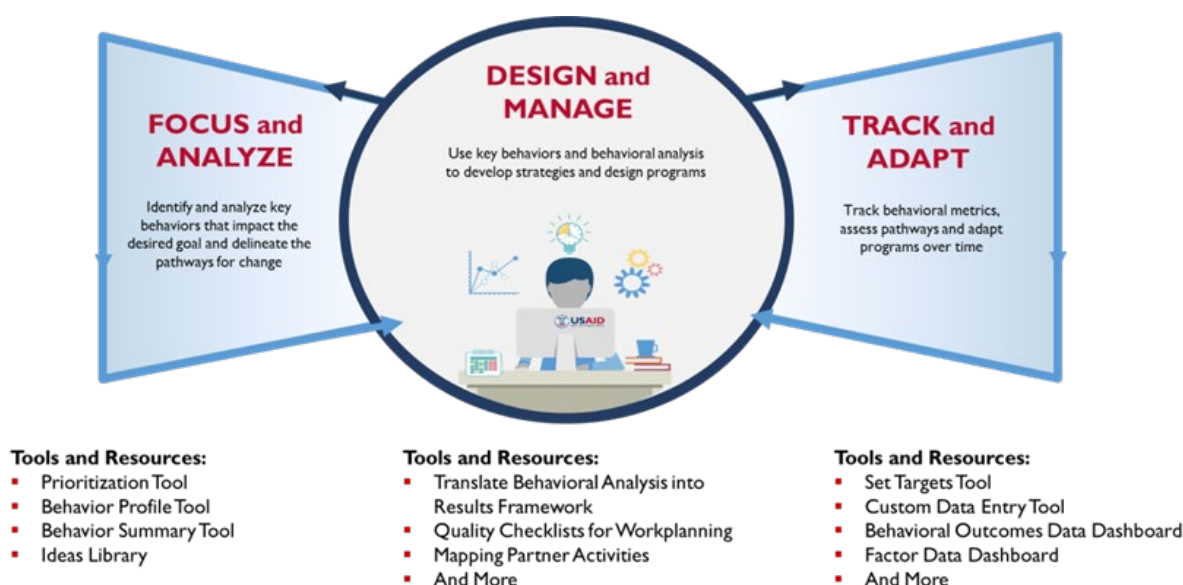 FOCUS and
ANALYZE
Identify and analyze key
behaviors that impact the
desired goal and delineate the
pathways for change
DESIGN and
MANAGE
Use key behaviors and behavioral analysis
to develop strategies and design programs
USAID
TRACK and
ADAPT
Track behavioral metrics,
assess pathways and adapt
programs over time
Tools and Resources:
▪ Prioritization Tool
▪ Behavior Profile Tool
▪ Behavior Summary Tool
▪ Ideas Library
Tools and Resources:
▪ Translate Behavioral Analysis into
Results Framework
▪ Quality Checklists for Workplanning
▪ Mapping Partner Activities
▪ And More
Tools and Resources:
▪ Set Targets Tool
▪ Custom Data Entry Tool
▪ Behavioral Outcomes Data Dashboard
▪ Factor Data Dashboard
▪ And More